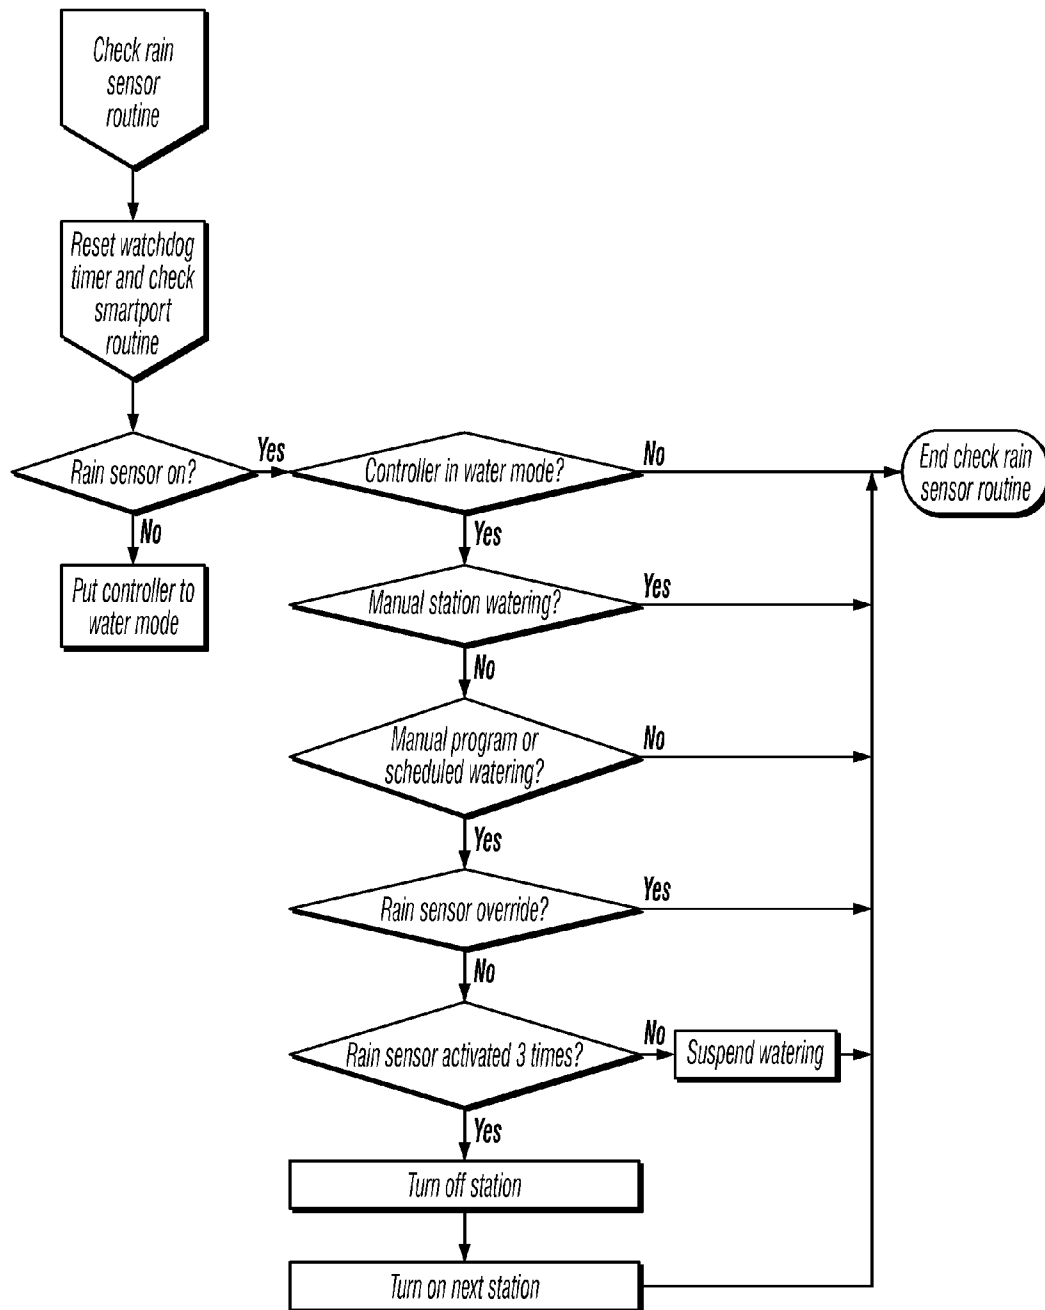 Check rain
sensor
routine
Reset watchdog
timer and check
smartport
routine
Rain sensor on?
Yes
No
Put controller to
water mode
Controller in water mode?
No
Yes
End check rain
sensor routine
Manual station watering?
Yes
No
Manual program or
scheduled watering?
No
Yes
Rain sensor override?
Yes
No
Rain sensor activated 3 times?
No
Suspend watering
Yes
Turn off station
Turn on next station